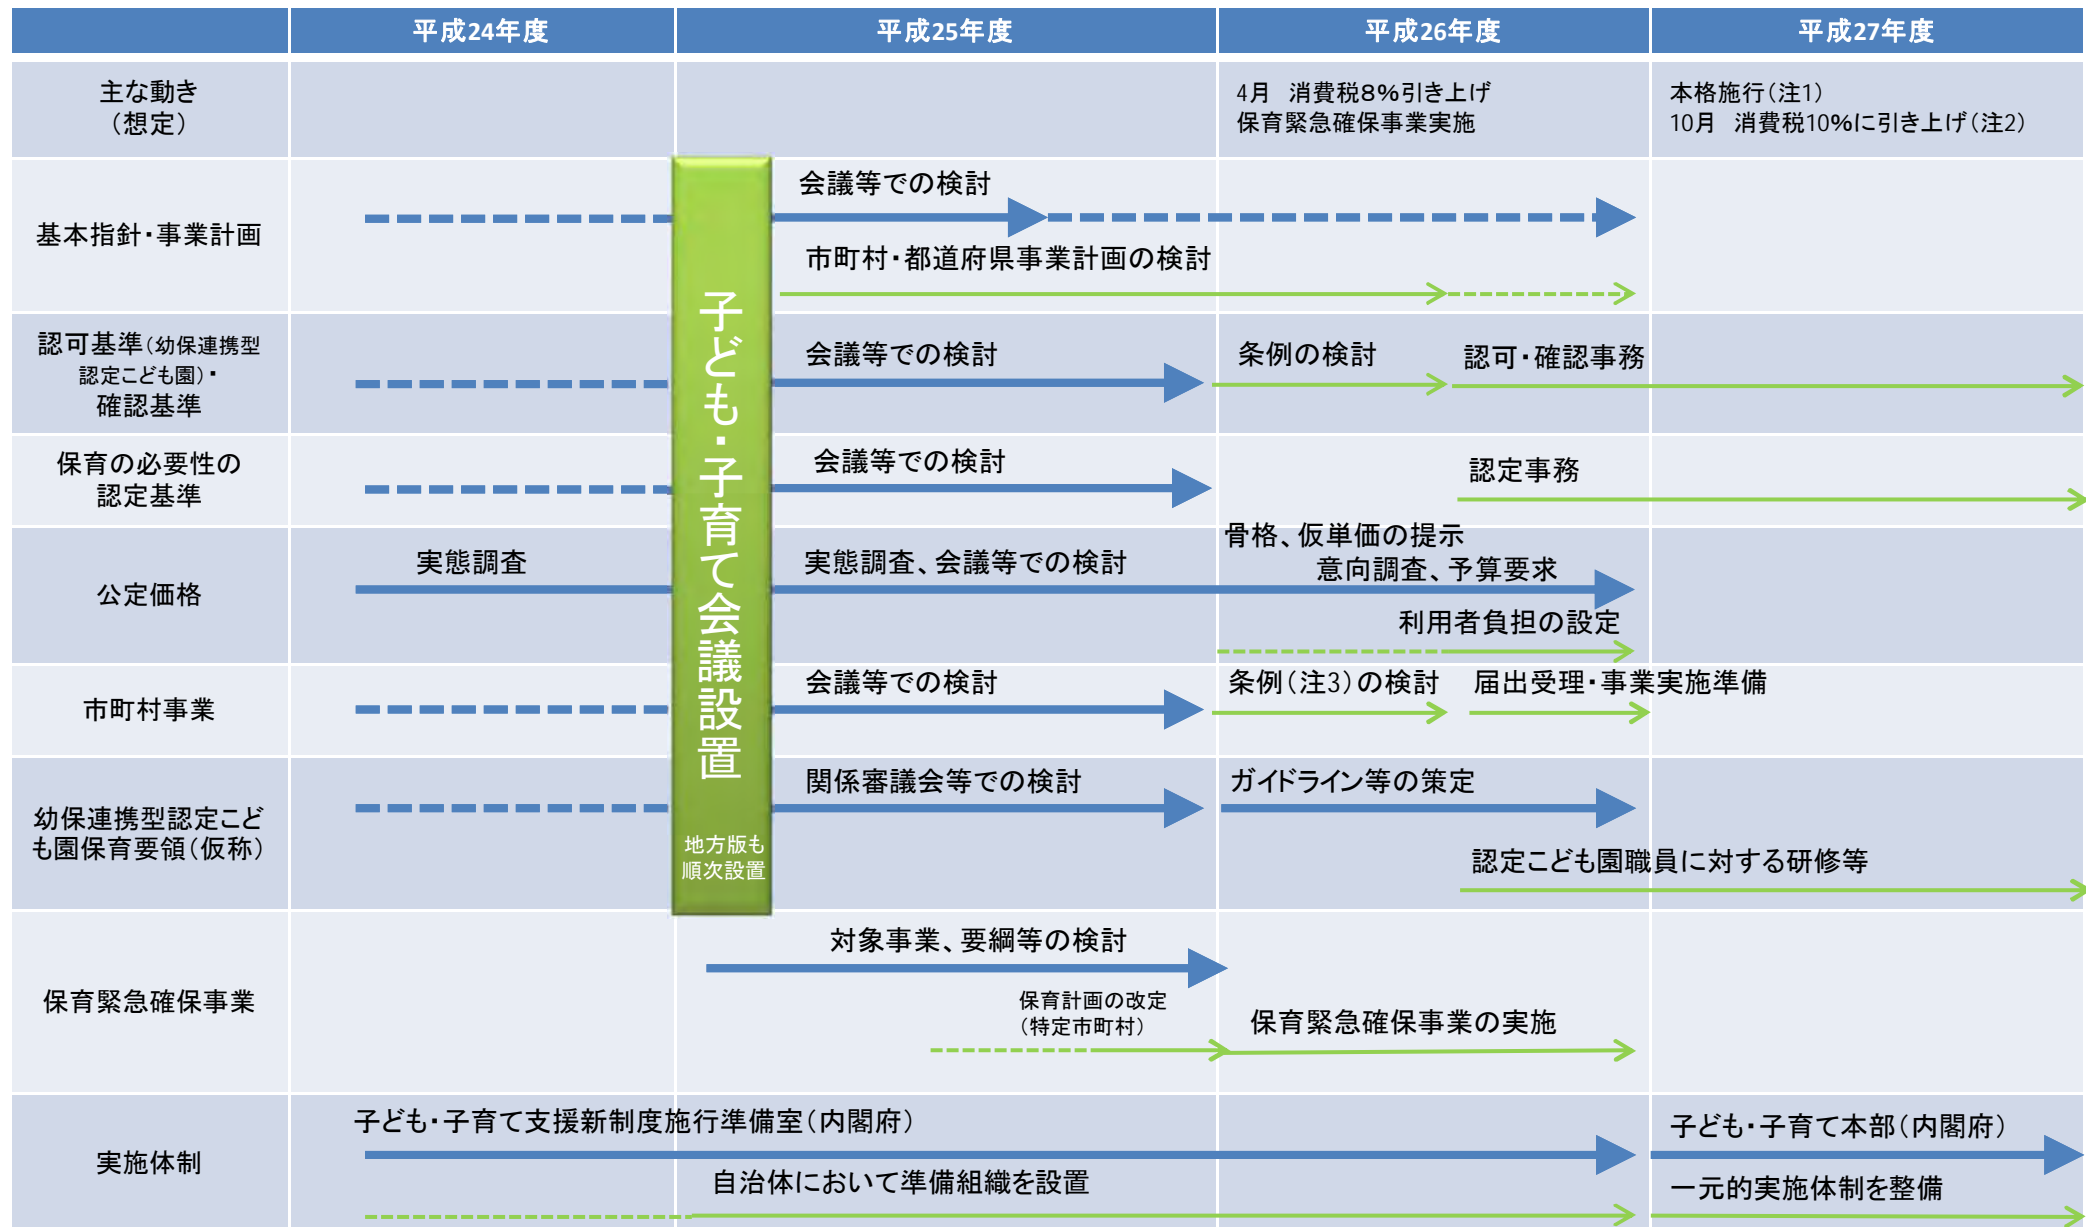 平成24年度
平成25年度
平成26年度
平成27年度
主な動き
（想定）
4月　消費税8％引き上げ
保育緊急確保事業実施
本格施行（注1）
10月　消費税10％に引き上げ（注2）
子ども・子育て会議設置
地方版も
順次設置
基本指針・事業計画
会議等での検討
市町村・都道府県事業計画の検討
認可基準（幼保連携型
認定こども園）・
確認基準
会議等での検討
条例の検討
認可・確認事務
保育の必要性の
認定基準
会議等での検討
認定事務
公定価格
実態調査
実態調査、会議等での検討
骨格、仮単価の提示
意向調査、予算要求
利用者負担の設定
市町村事業
会議等での検討
条例（注3）の検討
届出受理・事業実施準備
幼保連携型認定こど
も園保育要領（仮称）
関係審議会等での検討
ガイドライン等の策定
認定こども園職員に対する研修等
保育緊急確保事業
対象事業、要綱等の検討
保育計画の改定
（特定市町村）
保育緊急確保事業の実施
実施体制
子ども・子育て支援新制度施行準備室（内閣府）
自治体において準備組織を設置
子ども・子育て本部（内閣府）
一元的実施体制を整備